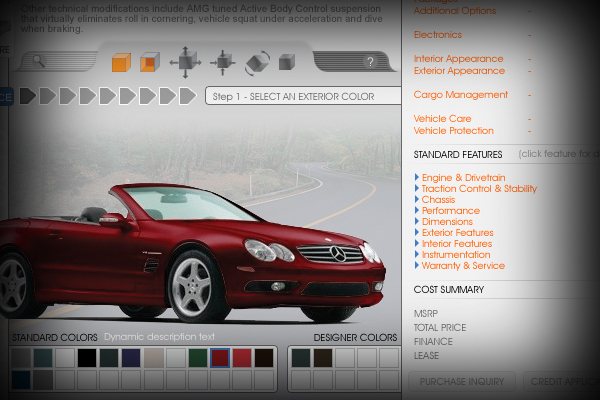 Other technical modifications include AMG tuned Active Body Control suspension
that virtually eliminates roll in cornering, vehicle squat under acceleration and dive
when braking.
?
Step 1 - SELECT AN EXTERIOR COLOR
STANDARD COLORS Dynamic description text
DESIGNER COLORS
Additional Options -
Electronics -
Interior Appearance -
Exterior Appearance -
Cargo Management -
Vehicle Care -
Vehicle Protection -
STANDARD FEATURES (click feature for d
Engine & Drivetrain
Traction Control & Stability
Chassis
Performance
Dimensions
Exterior Features
Interior Features
Instrumentation
Warranty & Service
COST SUMMARY
MSRP
TOTAL PRICE
FINANCE
LEASE
PURCHASE INQUIRY
CREDIT APPLIC